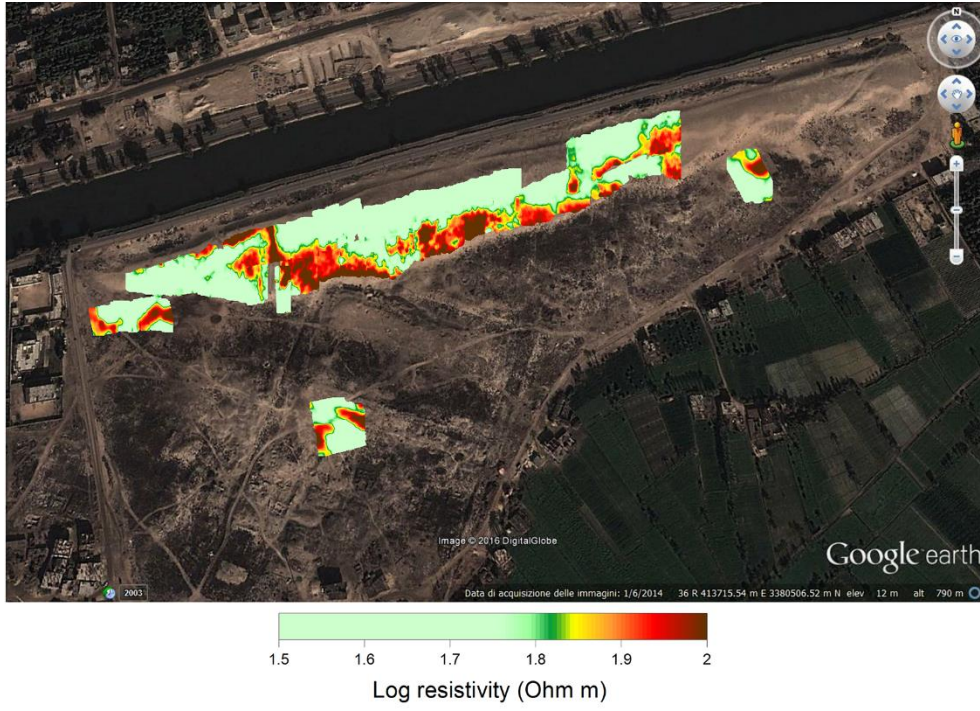 N
Image © 2016 DigitalGlobe
Google earth
2003
Data di acquisizione delle immagini: 1/6/2014 36 R 413715.54 m E 3380506.52 m N elev 12 m alt 790 m
1.5 1.6 1.7 1.8 1.9 2
Log resistivity (Ohm m)